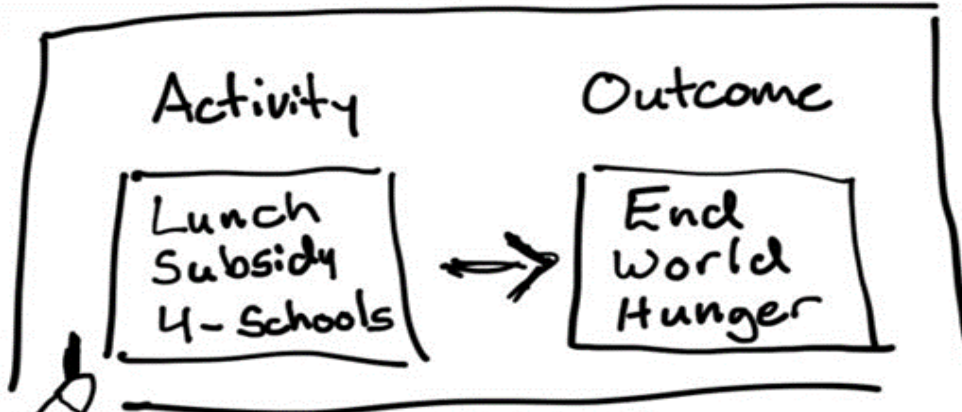 Activity
Outcome
Lunch
Subsidy
4-Schools
End
World
Hunger